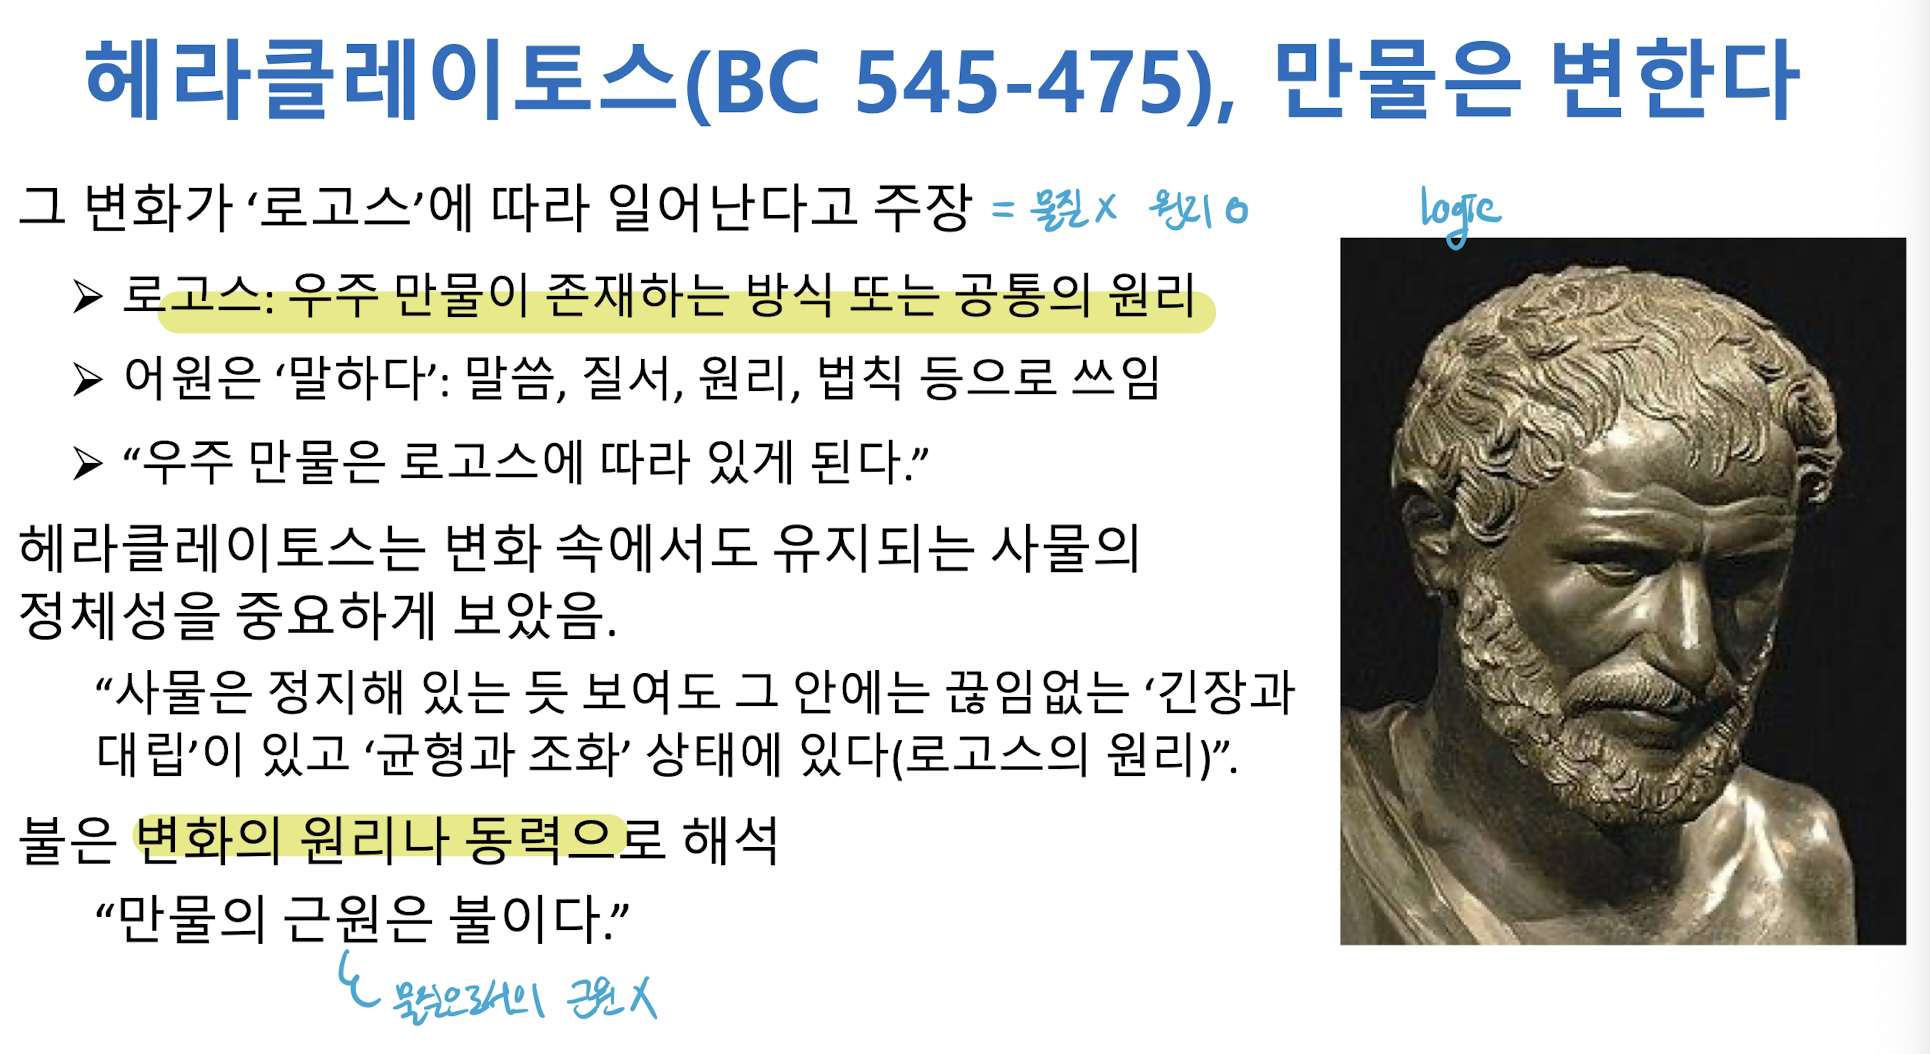 헤라클레이토스(BC 545-475), 만물은 변한다
그 변화가 ‘로고스’에 따라 일어난다고 주장 = 물질 X 원리 O
logic
➢ 로고스: 우주 만물이 존재하는 방식 또는 공통의 원리
➢ 어원은 ‘말하다’: 말씀, 질서, 원리, 법칙 등으로 쓰임
➢ “우주 만물은 로고스에 따라 있게 된다.”
헤라클레이토스는 변화 속에서도 유지되는 사물의
정체성을 중요하게 보았음.
“사물은 정지해 있는 듯 보여도 그 안에는 끊임없는 ‘긴장과
대립’이 있고 ‘균형과 조화’ 상태에 있다(로고스의 원리)”.
불은 변화의 원리나 동력으로 해석
“만물의 근원은 불이다.”
물질으로서의 근원 X